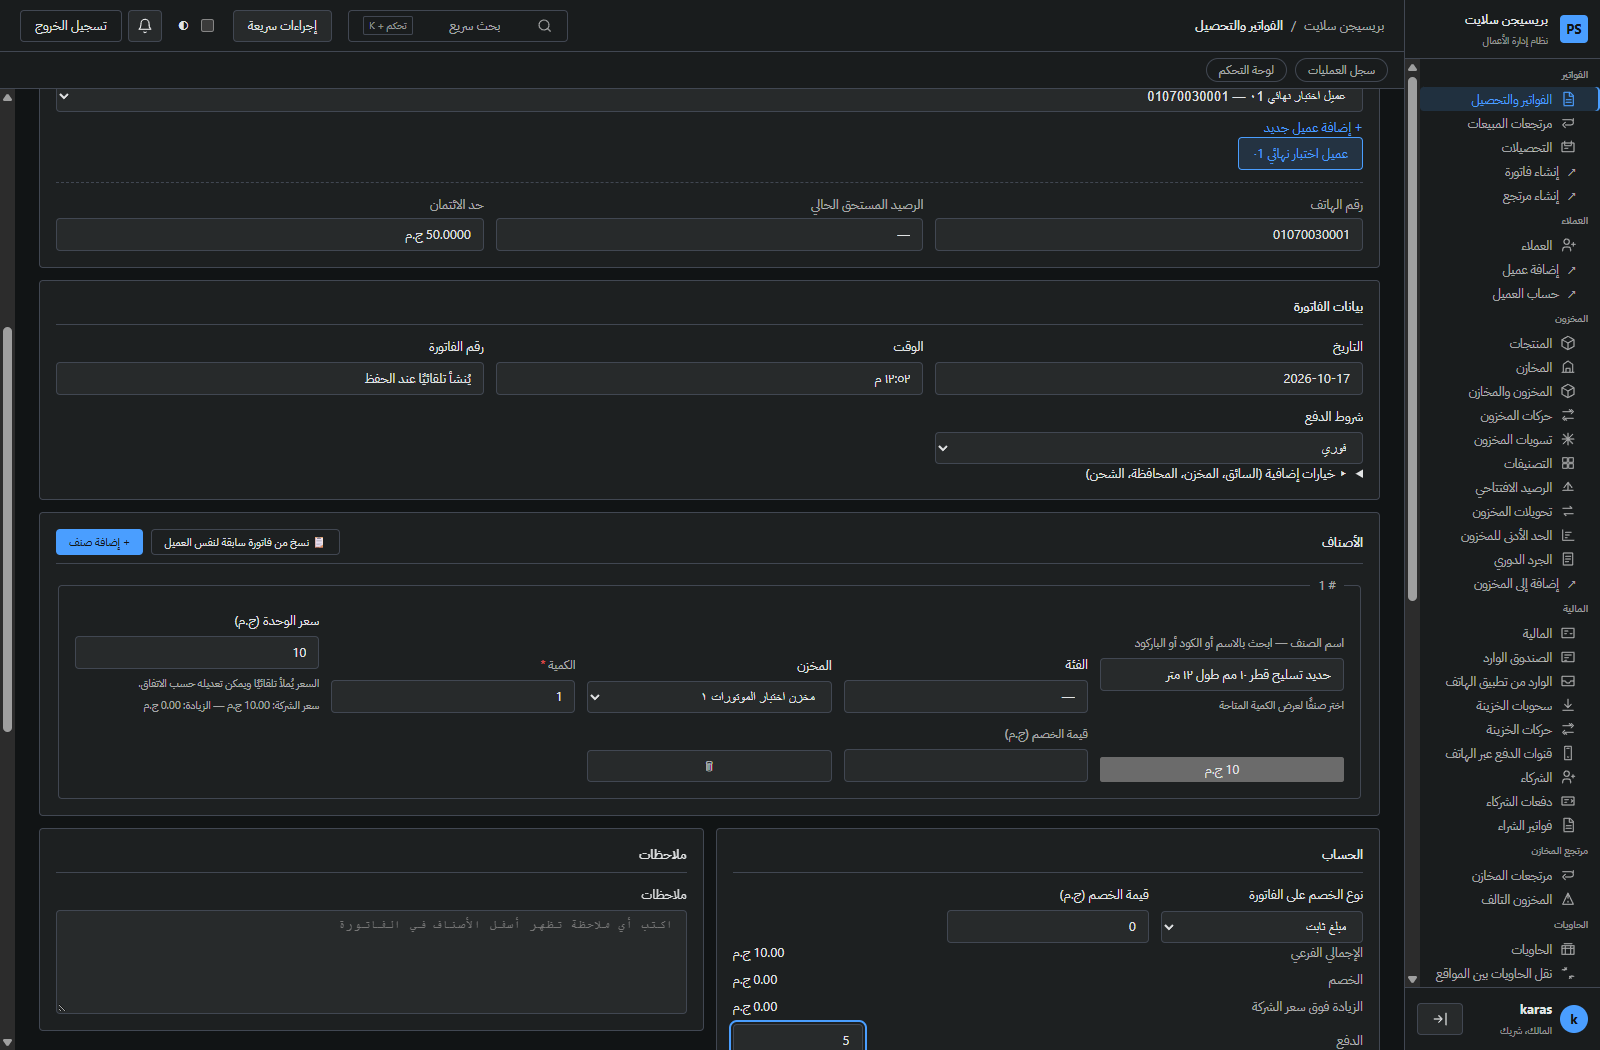 PS
بريسيجن سلايت
نظام إدارة الأعمال
بريسيجن سلايت / الفواتير والتحصيل
بحث سريع
تحكم + K
إجراءات سريعة
تسجيل الخروج
سجل العمليات
لوحة التحكم
الفواتير
الفواتير والتحصيل
مرتجعات المبيعات
التحصيلات
إنشاء فاتورة
إنشاء مرتجع
العملاء
العملاء
إضافة عميل
حساب العميل
المخزون
المنتجات
المخازن
المخزون والمخازن
حركات المخزون
تسويات المخزون
التصنيفات
الرصيد الافتتاحي
تحويلات المخزون
الحد الأدنى للمخزون
الجرد الدوري
إضافة إلى المخزون
المالية
المالية
الصندوق الوارد
الوارد من تطبيق الهاتف
سحوبات الخزينة
حركات الخزينة
قنوات الدفع عبر الهاتف
الشركاء
دفعات الشركاء
فواتير الشراء
مرتجع المخازن
مرتجعات المخازن
المخزون التالف
الحاويات
الحاويات
نقل الحاويات بين المواقع
k
karas
المالك، شريك
عميل اختبار نهائي ٠1 — 01070030001
+ إضافة عميل جديد
عميل اختبار نهائي ٠1
رقم الهاتف
01070030001
الرصيد المستحق الحالي
—
حد الائتمان
50.0000 ج.م
بيانات الفاتورة
التاريخ
2026-10-17
الوقت
١٢:٥٢ م
رقم الفاتورة
يُنشأ تلقائيًا عند الحفظ
شروط الدفع
فوري
خيارات إضافية (السائق، المخزن، المحافظة، الشحن)
الأصناف
نسخ من فاتورة سابقة لنفس العميل
+ إضافة صنف
# 1
اسم الصنف — ابحث بالاسم أو الكود أو الباركود
حديد تسليح قطر ١٠ مم طول ١٢ متر
اختر صنفًا لعرض الكمية المتاحة
الفئة
—
المخزن
مخزن اختبار الموتورات ١
الكمية *
1
سعر الوحدة (ج.م)
10
السعر يُملأ تلقائيًا ويمكن تعديله حسب الاتفاق.
سعر الشركة: 10.00 ج.م — الزيادة: 0.00 ج.م
10 ج.م
قيمة الخصم (ج.م)
الحساب
نوع الخصم على الفاتورة
مبلغ ثابت
قيمة الخصم (ج.م)
0
الإجمالي الفرعي
10.00 ج.م
الخصم
0.00 ج.م
الزيادة فوق سعر الشركة
0.00 ج.م
الدفع
5
ملاحظات
ملاحظات
اكتب أي ملاحظة تظهر أسفل الأصناف في الفاتورة